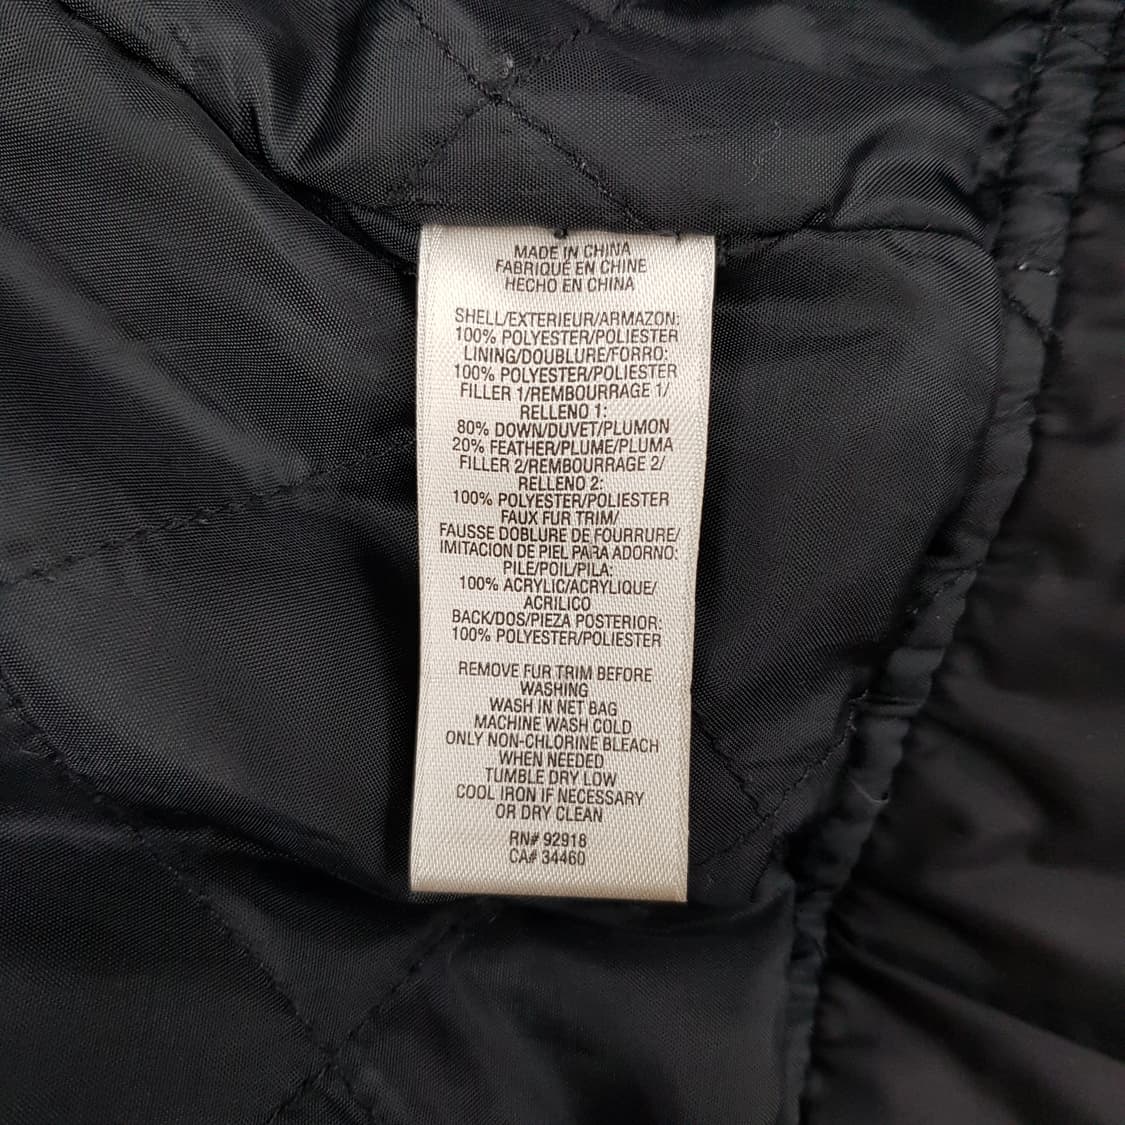 MADE IN CHINA
FABRIQUÉ EN CHINE
HECHO EN CHINA
SHELL/EXTERIEUR/ARMAZON:
100% POLYESTER/POLIESTER
LINING/DOUBLURE/FORRO:
100% POLYESTER/POLIESTER
FILLER 1/REMBOURRAGE 1/
RELLENO 1:
80% DOWN/DUVET/PLUMON
20% FEATHER/PLUME/PLUMA
FILLER 2/REMBOURRAGE 2/
RELLENO 2:
100% POLYESTER/POLIESTER
FAUX FUR TRIM/
FAUSSE DOBLURE DE FOURRURE/
IMITACION DE PIEL PARA ADORNO:
PILE/POIL/PILA:
100% ACRYLIC/ACRYLIQUE/
ACRILICO
BACK/DOS/PIEZA POSTERIOR:
100% POLYESTER/POLIESTER
REMOVE FUR TRIM BEFORE
WASHING
WASH IN NET BAG
MACHINE WASH COLD
ONLY NON-CHLORINE BLEACH
WHEN NEEDED
TUMBLE DRY LOW
COOL IRON IF NECESSARY
OR DRY CLEAN
RN# 92918
CA# 34460